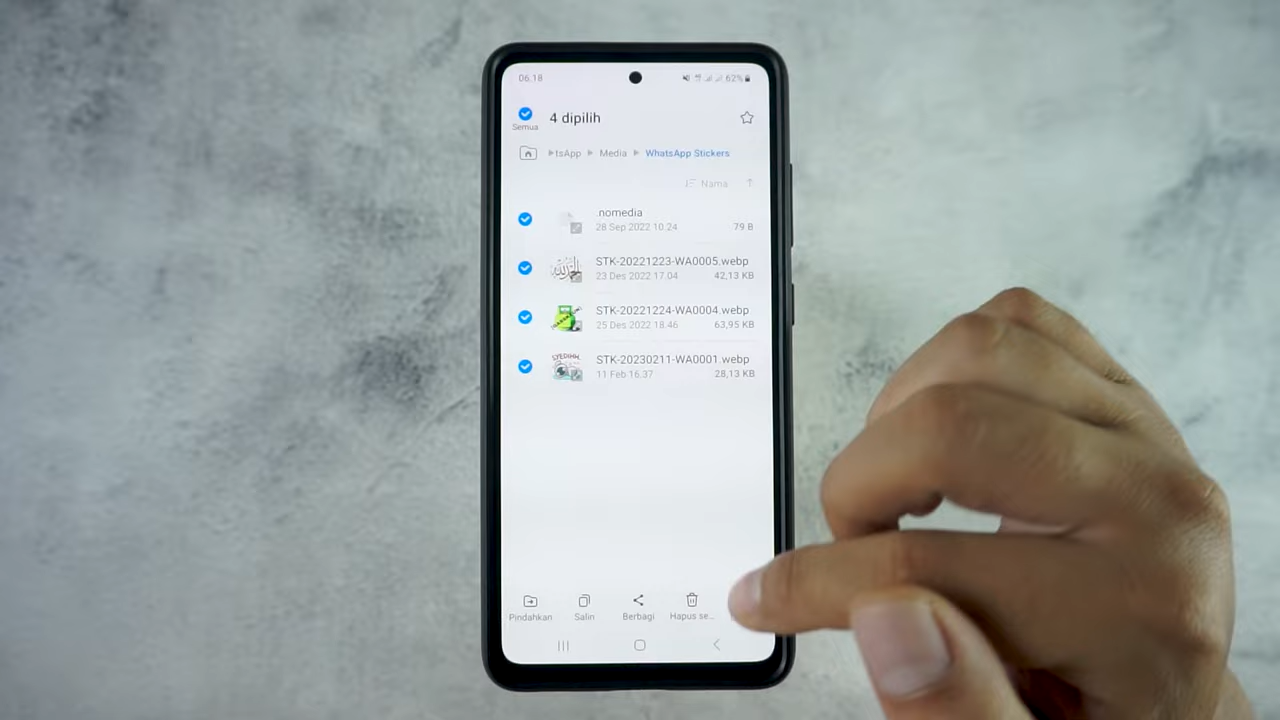 06.18
62%
4 dipilih
Semua
tsApp
Media
WhatsApp Stickers
Nama
.nomedia
28 Sep 2022 10.24
79 B
STK-20221223-WA0005.webp
23 Des 2022 17.04
42,13 KB
STK-20221224-WA0004.webp
25 Des 2022 18.46
63,95 KB
STK-20230211-WA0001.webp
11 Feb 16.37
28,13 KB
Pindahkan
Salin
Berbagi
Hapus se...